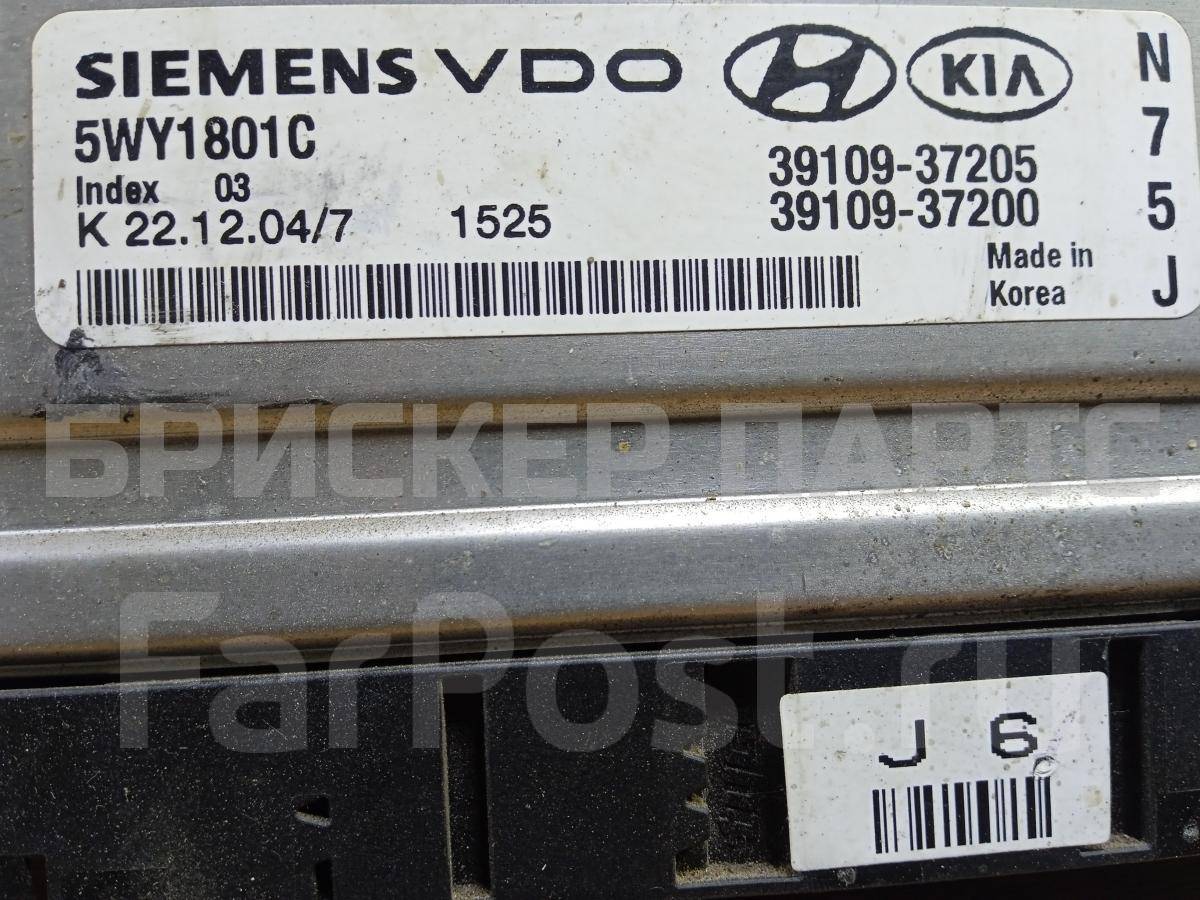 SIEMENS VDO KIA
5WY1801C
Index 03
K 22.12.04/7 1525
39109-37205
39109-37200
Made in
Korea
N
7
5
J
БРИСКЕР ПАРТС
FarPost.ru
J 6